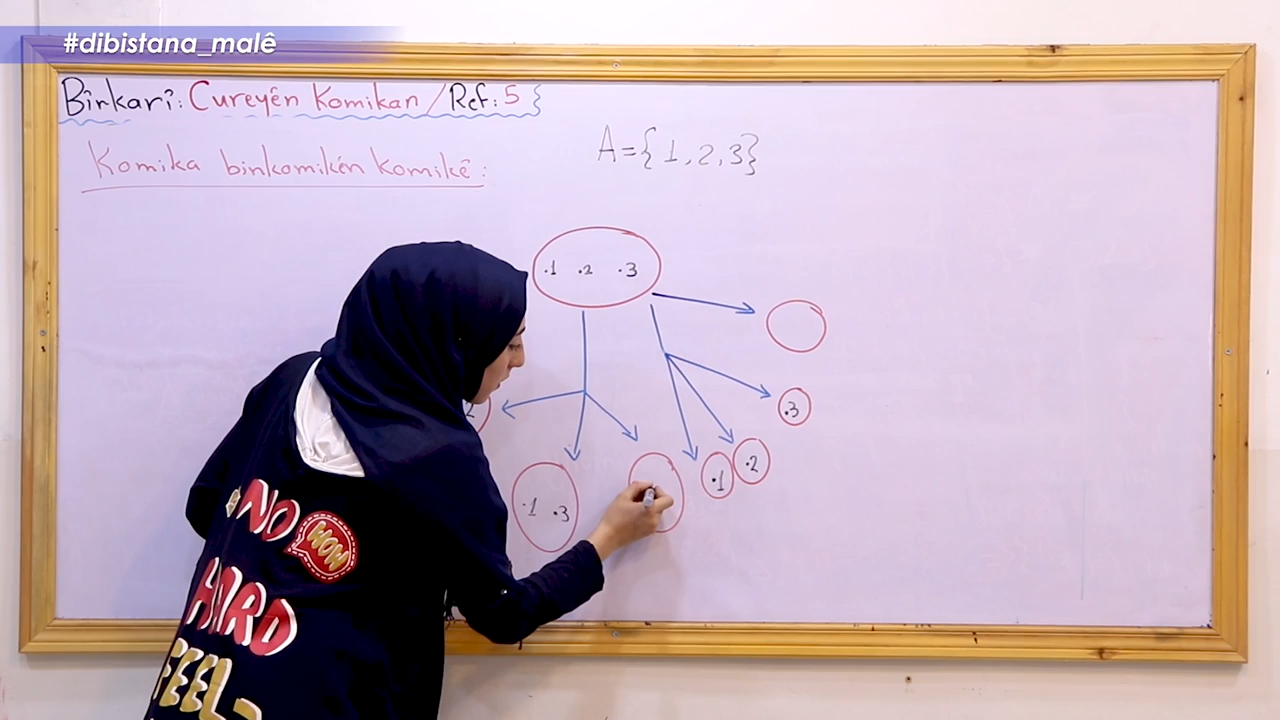 #dibistana_malê
Bîrkarî: Cureyên Komikan / Ref: 5
A={1,2,3}
Komika binkomikên komikê:
.1 .2 .3
.3
.2
.1
.1 .3
NO
WOW
HARD
FEEL